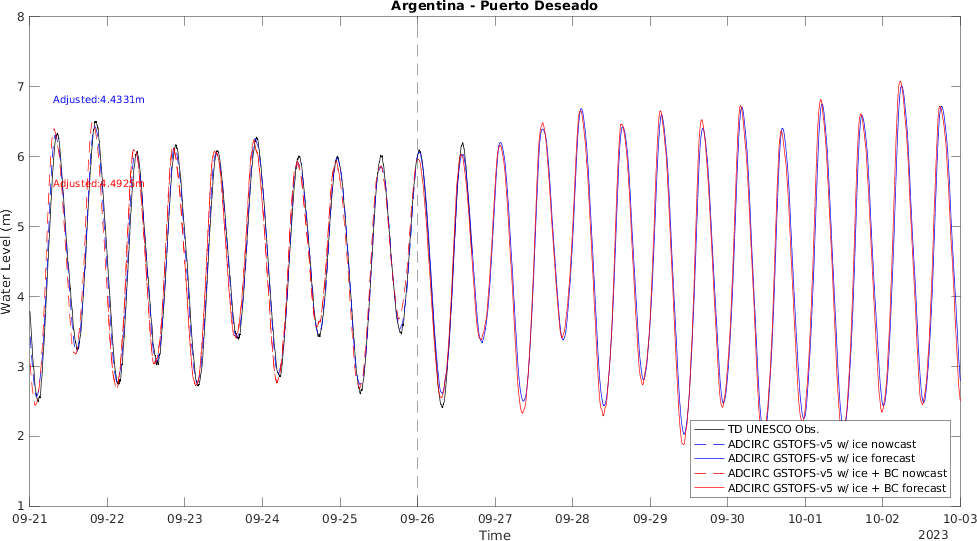 Argentina - Puerto Deseado
8
7
6
5
4
3
2
1
Water Level (m)
Adjusted:4.4331m
Adjusted:4.4925m
TD UNESCO Obs.
ADCIRC GSTOFS-v5 w/ ice nowcast
ADCIRC GSTOFS-v5 w/ ice forecast
ADCIRC GSTOFS-v5 w/ ice + BC nowcast
ADCIRC GSTOFS-v5 w/ ice + BC forecast
09-21 09-22 09-23 09-24 09-25 09-26 09-27 09-28 09-29 09-30 10-01 10-02 10-03
Time
2023